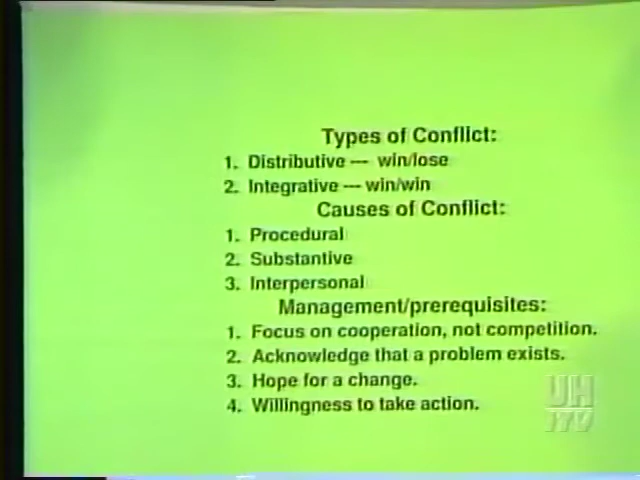 Types of Conflict:
1. Distributive --- win/lose
2. Integrative --- win/win
Causes of Conflict:
1. Procedural
2. Substantive
3. Interpersonal
Management/prerequisites:
1. Focus on cooperation, not competition.
2. Acknowledge that a problem exists.
3. Hope for a change.
4. Willingness to take action.
UH
ITV